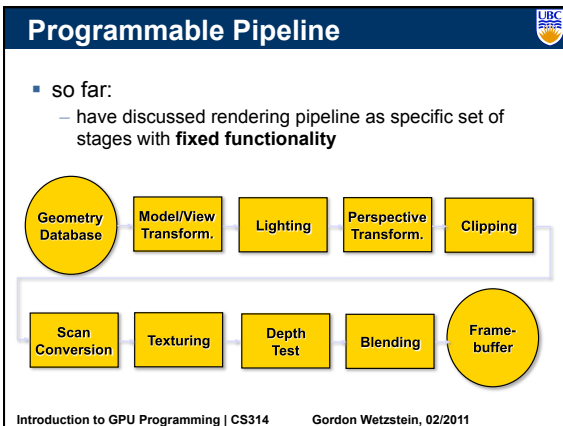 Programmable Pipeline
UBC
▪ so far:
– have discussed rendering pipeline as specific set of
stages with fixed functionality
Geometry
Database
Model/View
Transform.
Lighting
Perspective
Transform.
Clipping
Scan
Conversion
Texturing
Depth
Test
Blending
Frame-
buffer
Introduction to GPU Programming | CS314 Gordon Wetzstein, 02/2011